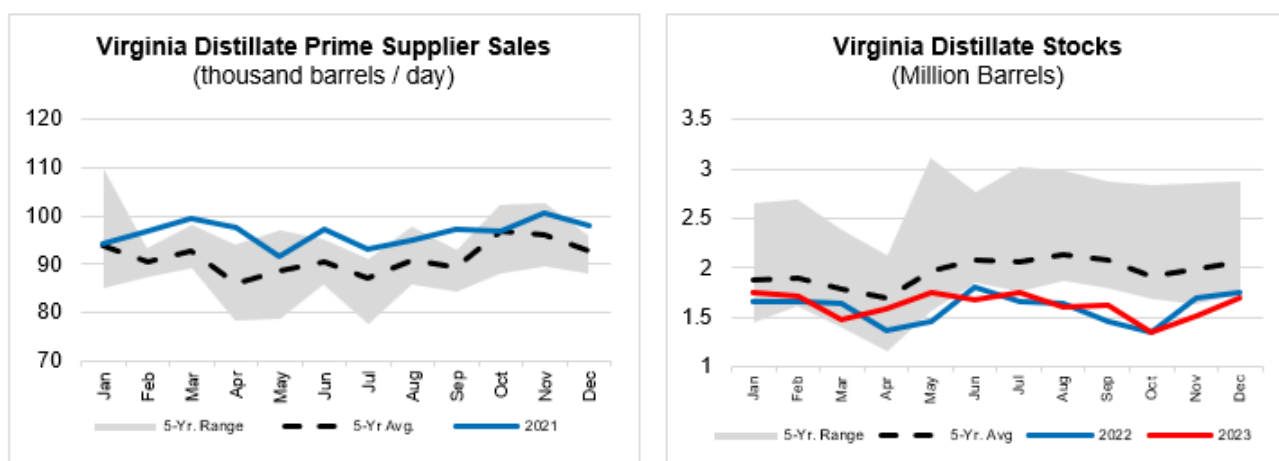 Virginia Distillate Prime Supplier Sales
(thousand barrels / day)
120
110
100
90
80
70
Jan Feb Mar Apr May Jun Jul Aug Sep Oct Nov Dec
5-Yr. Range 5-Yr Avg. 2021
Virginia Distillate Stocks
(Million Barrels)
3.5
3
2.5
2
1.5
1
Jan Feb Mar Apr May Jun Jul Aug Sep Oct Nov Dec
5-Yr. Range 5-Yr. Avg 2022 2023